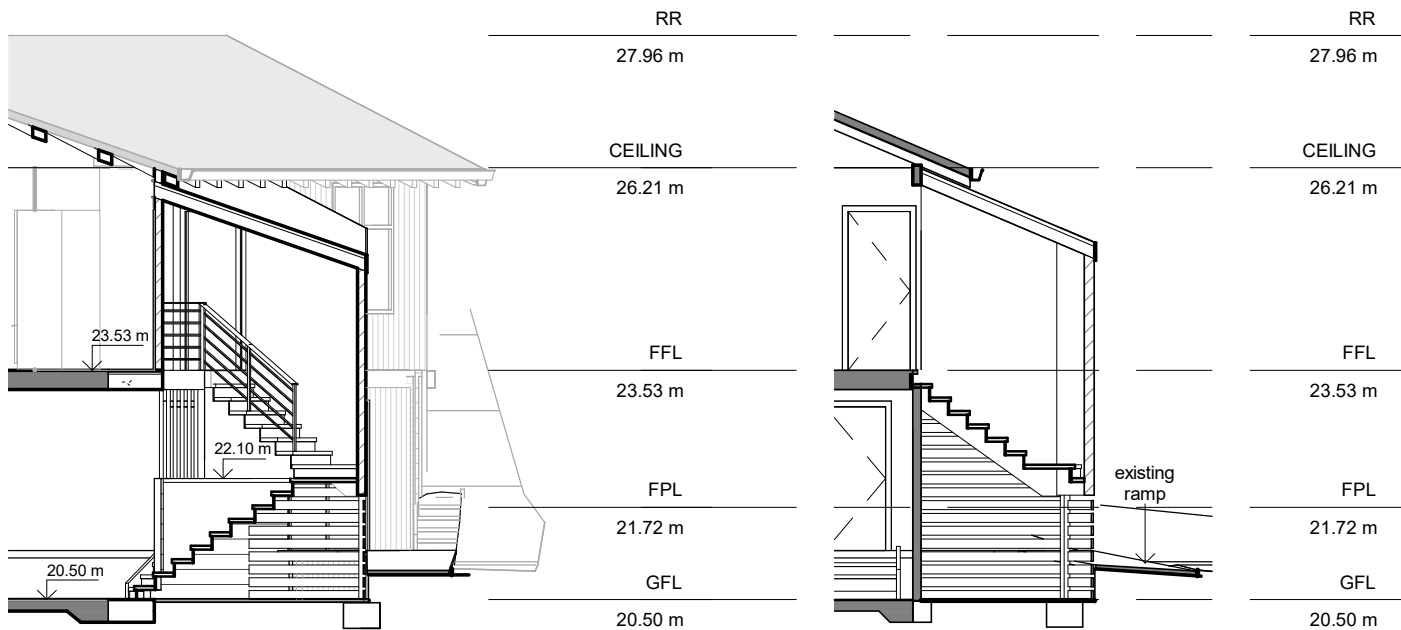 RR
27.96 m
CEILING
26.21 m
FFL
23.53 m
FPL
21.72 m
GFL
20.50 m
23.53 m
22.10 m
20.50 m
RR
27.96 m
CEILING
26.21 m
FFL
23.53 m
FPL
21.72 m
GFL
20.50 m
existing
ramp